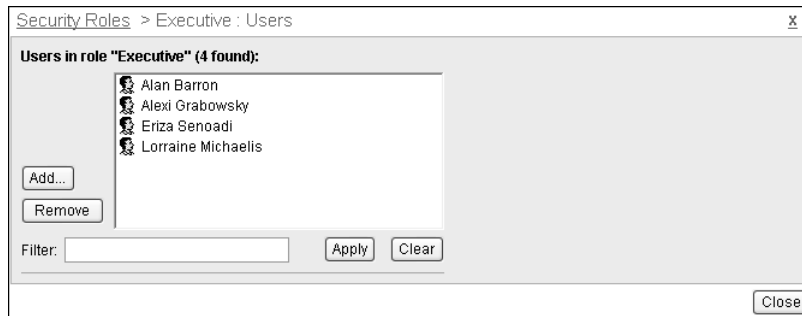 Security Roles > Executive : Users
x
Users in role "Executive" (4 found):
Alan Barron
Alexi Grabowsky
Eriza Senoadi
Lorraine Michaelis
Add...
Remove
Filter:
Apply
Clear
Close